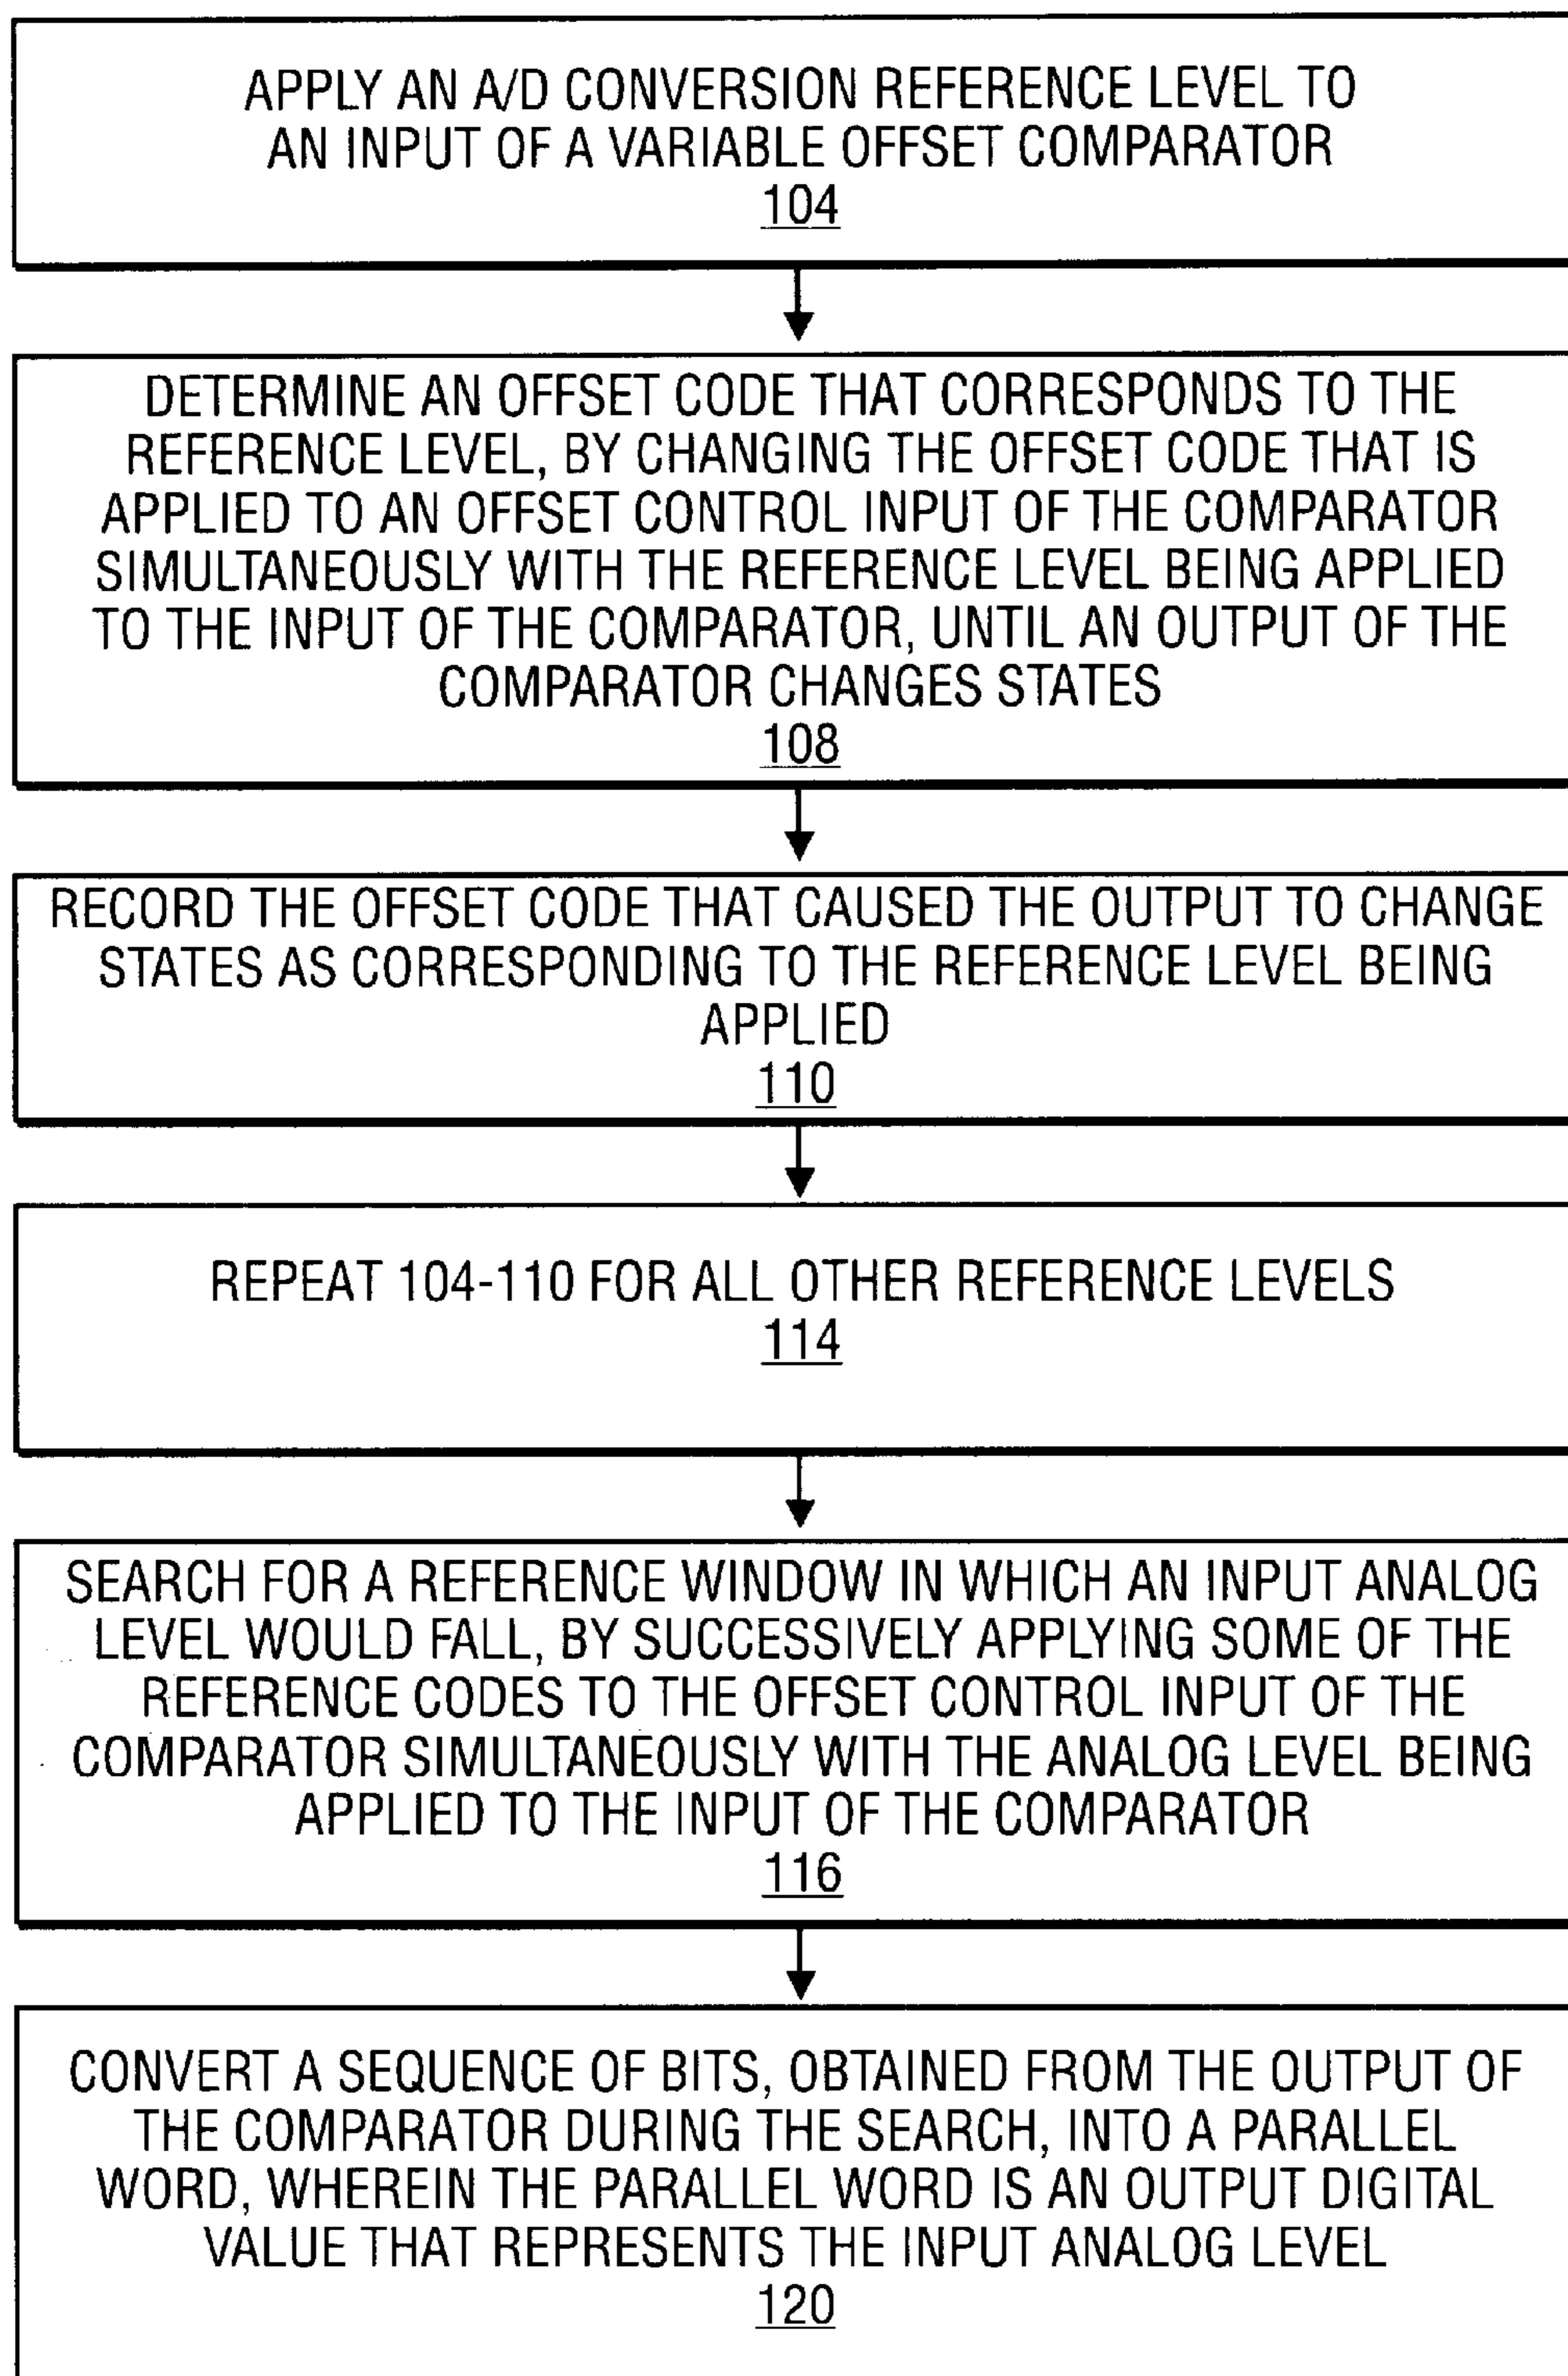 APPLY AN A/D CONVERSION REFERENCE LEVEL TO
AN INPUT OF A VARIABLE OFFSET COMPARATOR
104
DETERMINE AN OFFSET CODE THAT CORRESPONDS TO THE
REFERENCE LEVEL, BY CHANGING THE OFFSET CODE THAT IS
APPLIED TO AN OFFSET CONTROL INPUT OF THE COMPARATOR
SIMULTANEOUSLY WITH THE REFERENCE LEVEL BEING APPLIED
TO THE INPUT OF THE COMPARATOR, UNTIL AN OUTPUT OF THE
COMPARATOR CHANGES STATES
108
RECORD THE OFFSET CODE THAT CAUSED THE OUTPUT TO CHANGE
STATES AS CORRESPONDING TO THE REFERENCE LEVEL BEING
APPLIED
110
REPEAT 104-110 FOR ALL OTHER REFERENCE LEVELS
114
SEARCH FOR A REFERENCE WINDOW IN WHICH AN INPUT ANALOG
LEVEL WOULD FALL, BY SUCCESSIVELY APPLYING SOME OF THE
REFERENCE CODES TO THE OFFSET CONTROL INPUT OF THE
COMPARATOR SIMULTANEOUSLY WITH THE ANALOG LEVEL BEING
APPLIED TO THE INPUT OF THE COMPARATOR
116
CONVERT A SEQUENCE OF BITS, OBTAINED FROM THE OUTPUT OF
THE COMPARATOR DURING THE SEARCH, INTO A PARALLEL
WORD, WHEREIN THE PARALLEL WORD IS AN OUTPUT DIGITAL
VALUE THAT REPRESENTS THE INPUT ANALOG LEVEL
120